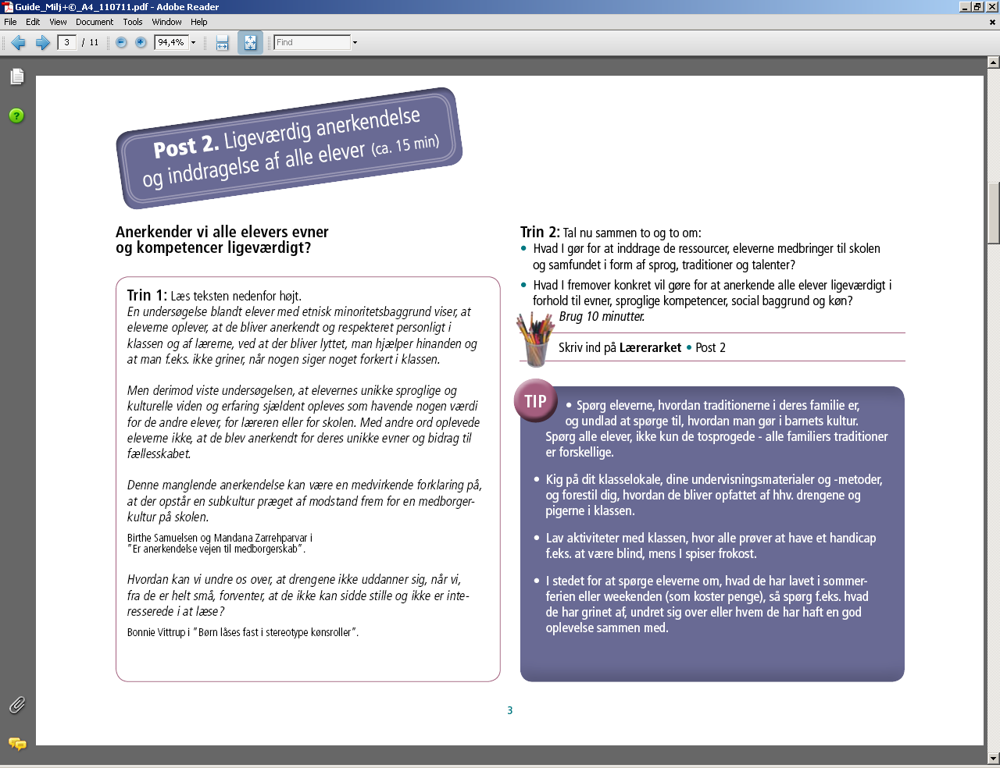 Guide_Milj+©_A4_110711.pdf - Adobe Reader
File Edit View Document Tools Window Help
3 / 11 94,4% Find
Post 2. Ligeværdig anerkendelse
og inddragelse af alle elever (ca. 15 min)
Anerkender vi alle elevers evner
og kompetencer ligeværdigt?
Trin 1: Læs teksten nedenfor højt.
En undersøgelse blandt elever med etnisk minoritetsbaggrund viser, at
eleverne oplever, at de bliver anerkendt og respekteret personligt i
klassen og af lærerne, ved at der bliver lyttet, man hjælper hinanden og
at man f.eks. ikke griner, når nogen siger noget forkert i klassen.
Men derimod viste undersøgelsen, at elevernes unikke sproglige og
kulturelle viden og erfaring sjældent opleves som havende nogen værdi
for de andre elever, for læreren eller for skolen. Med andre ord oplevede
eleverne ikke, at de blev anerkendt for deres unikke evner og bidrag til
fællesskabet.
Denne manglende anerkendelse kan være en medvirkende forklaring på,
at der opstår en subkultur præget af modstand frem for en medborger-
kultur på skolen.
Birthe Samuelsen og Mandana Zarrehparvar i
”Er anerkendelse vejen til medborgerskab”.
Hvordan kan vi undre os over, at drengene ikke uddanner sig, når vi,
fra de er helt små, forventer, at de ikke kan sidde stille og ikke er inte-
resserede i at læse?
Bonnie Vittrup i ”Børn låses fast i stereotype kønsroller”.
Trin 2: Tal nu sammen to og to om:
• Hvad I gør for at inddrage de ressourcer, eleverne medbringer til skolen
og samfundet i form af sprog, traditioner og talenter?
• Hvad I fremover konkret vil gøre for at anerkende alle elever ligeværdigt i
forhold til evner, sproglige kompetencer, social baggrund og køn?
Brug 10 minutter.
Skriv ind på Lærerarket • Post 2
TIP
• Spørg eleverne, hvordan traditionerne i deres familie er,
og undlad at spørge til, hvordan man gør i barnets kultur.
Spørg alle elever, ikke kun de tosprogede - alle familiers traditioner
er forskellige.
• Kig på dit klasselokale, dine undervisningsmaterialer og -metoder,
og forestil dig, hvordan de bliver opfattet af hhv. drengene og
pigerne i klassen.
• Lav aktiviteter med klassen, hvor alle prøver at have et handicap
f.eks. at være blind, mens I spiser frokost.
• I stedet for at spørge eleverne om, hvad de har lavet i sommer-
ferien eller weekenden (som koster penge), så spørg f.eks. hvad
de har grinet af, undret sig over eller hvem de har haft en god
oplevelse sammen med.
3